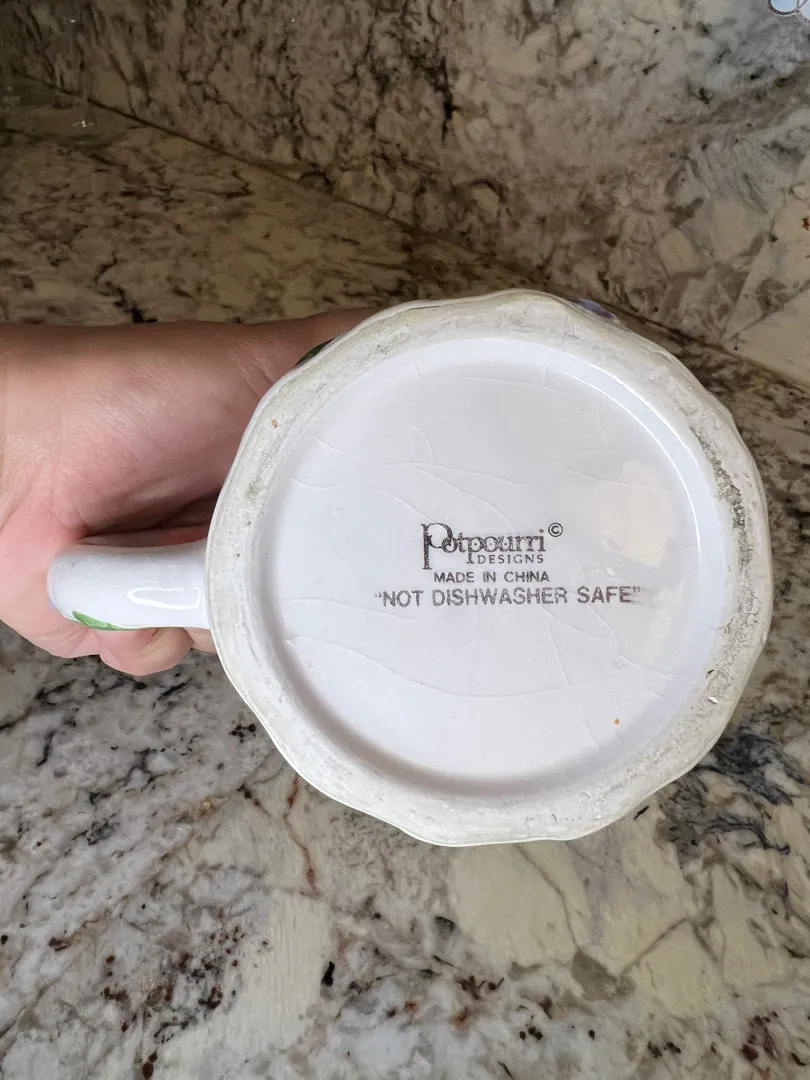 Potpourri©
DESIGNS
MADE IN CHINA
"NOT DISHWASHER SAFE"